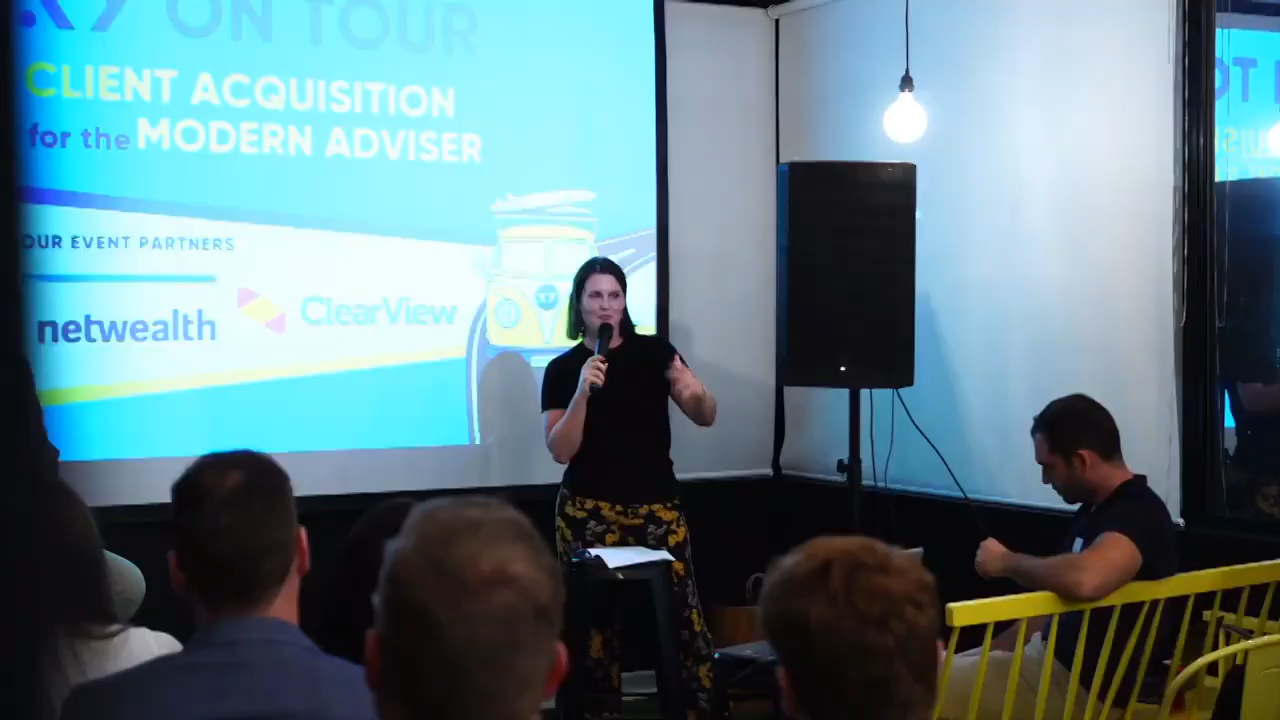 ON TOUR
CLIENT ACQUISITION
for the MODERN ADVISER
OUR EVENT PARTNERS
netwealth
ClearView